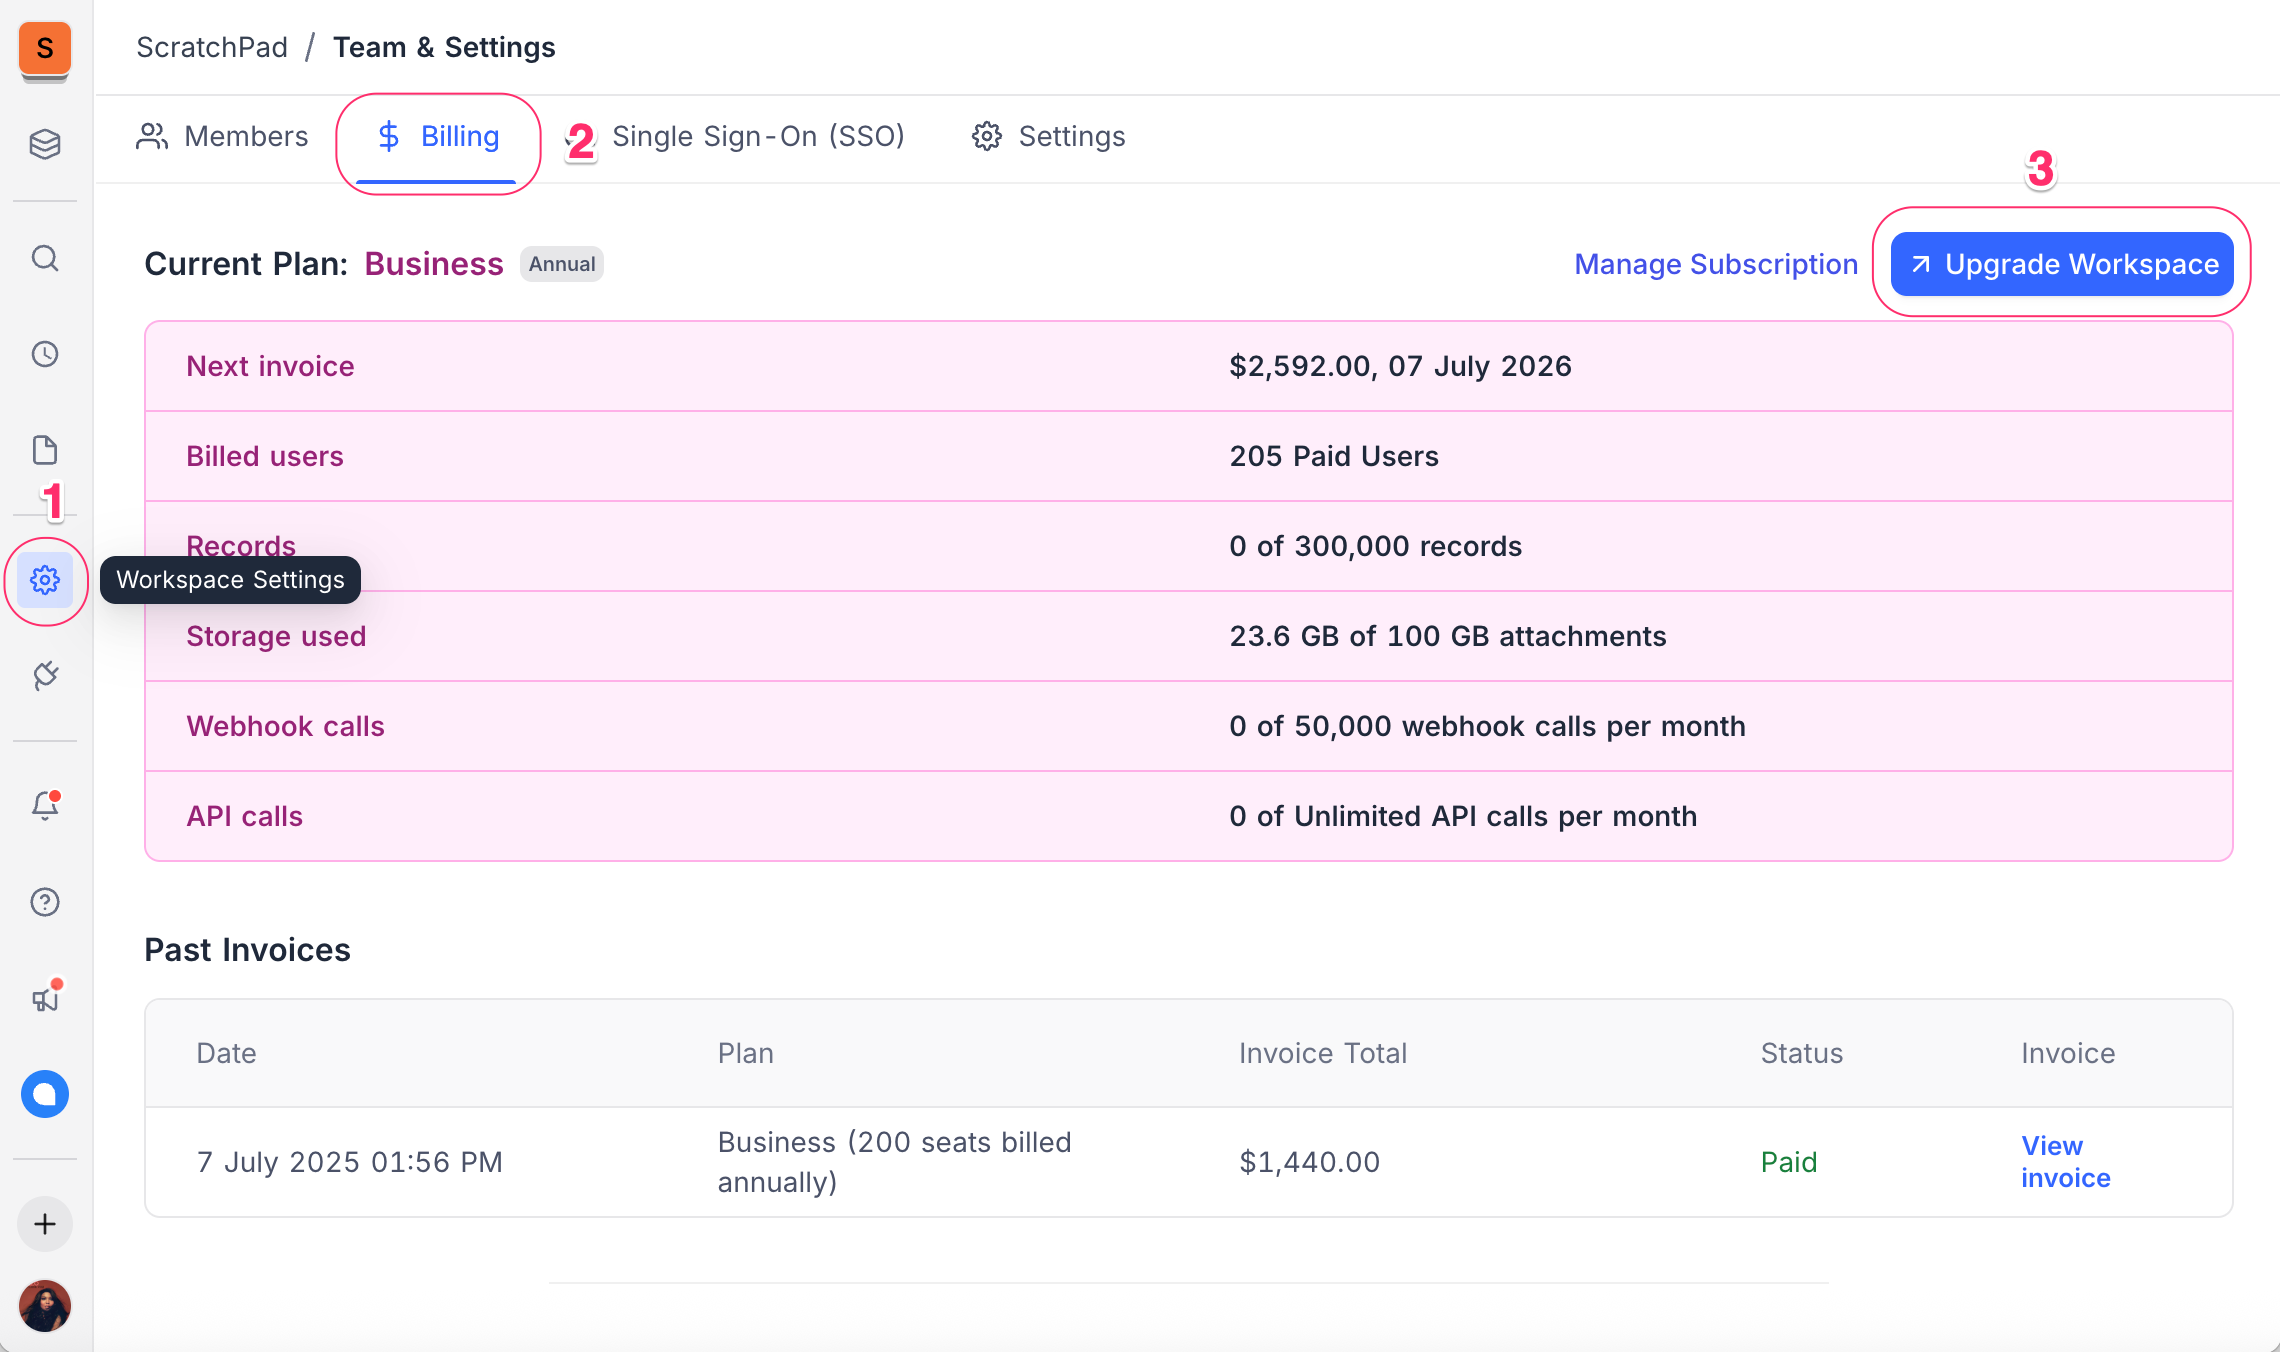 S
ScratchPad / Team & Settings
Members
Billing
2
Single Sign-On (SSO)
Settings
3
Current Plan: Business Annual
Manage Subscription
Upgrade Workspace
Next invoice $2,592.00, 07 July 2026
Billed users 205 Paid Users
1
Records 0 of 300,000 records
Workspace Settings
Storage used 23.6 GB of 100 GB attachments
Webhook calls 0 of 50,000 webhook calls per month
API calls 0 of Unlimited API calls per month
Past Invoices
Date Plan Invoice Total Status Invoice
7 July 2025 01:56 PM
Business (200 seats billed
annually)
$1,440.00
Paid
View
invoice